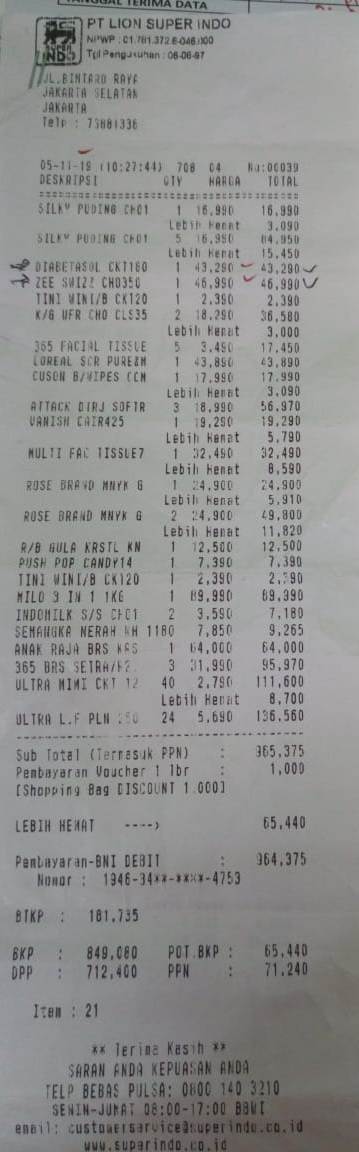 TANGGAL TERIMA DATA
SUPER INDO
PT LION SUPER INDO
NPWP : 01.781.372.6-046.000
Tgl Pengukuhan : 06-06-97
JL.BINTARO RAYA
JAKARTA SELATAN
JAKARTA
Telp : 73881336
05-11-19 (10:27:44) 708 04 No:00039
DESKRIPSI QTY HARGA TOTAL
SILKY PUDING CHO1 1 16,990 16,990
Lebih Hemat 3,090
SILKY PUDING CHO1 5 16,990 84,950
Lebih Hemat 15,450
DIABETASOL CKT180 1 43,290 43,290
ZEE SWIZZ CHO350 1 46,990 46,990
TINI WINI/B CK120 1 2,390 2,390
K/G WFR CHO CLS35 2 18,290 36,580
Lebih Hemat 3,000
365 FACIAL TISSUE 5 3,490 17,450
LOREAL SCR PURE&M 1 43,890 43,890
CUSON B/WIPES CCM 1 17,990 17,990
Lebih Hemat 3,090
ATTACK DIRJ SOFTR 3 18,990 56,970
VANISH CAIR425 1 19,290 19,290
Lebih Hemat 5,790
MULTI FAC TISSUE7 1 32,490 32,490
Lebih Hemat 8,590
ROSE BRAND MNYK G 1 24,900 24,900
Lebih Hemat 5,910
ROSE BRAND MNYK G 2 24,900 49,800
Lebih Hemat 11,820
R/B GULA KRSTL KN 1 12,500 12,500
PUSH POP CANDY14 1 7,390 7,390
TINI WINI/B CK120 1 2,390 2,390
MILO 3 IN 1 1KG 1 89,990 89,990
INDOMILK S/S CHO1 2 3,590 7,180
SEMANGKA MERAH NH 1180 7,850 9,265
ANAK RAJA BRS KPS 1 64,000 64,000
365 BRS SETRA/R2. 3 31,990 95,970
ULTRA MIMI CKT 12 40 2,790 111,600
Lebih Hemat 8,700
ULTRA L.F PLN 250 24 5,690 136,560
Sub Total (Termasuk PPN) : 965,375
Pembayaran Voucher 1 lbr : 1,000
[Shopping Bag DISCOUNT 1.000]
LEBIH HEMAT ----> 65,440
Pembayaran-BNI DEBIT : 964,375
Nomor : 1946-34**-****-4753
BTKP : 181,735
BKP : 849,080 POT.BKP : 65,440
DPP : 712,400 PPN : 71,240
Item : 21
** Terima Kasih **
SARAN ANDA KEPUASAN ANDA
TELP BEBAS PULSA: 0800 140 3210
SENIN-JUMAT 08:00-17:00 BBWI
email: customerservice@superindo.co.id
www.superindo.co.id